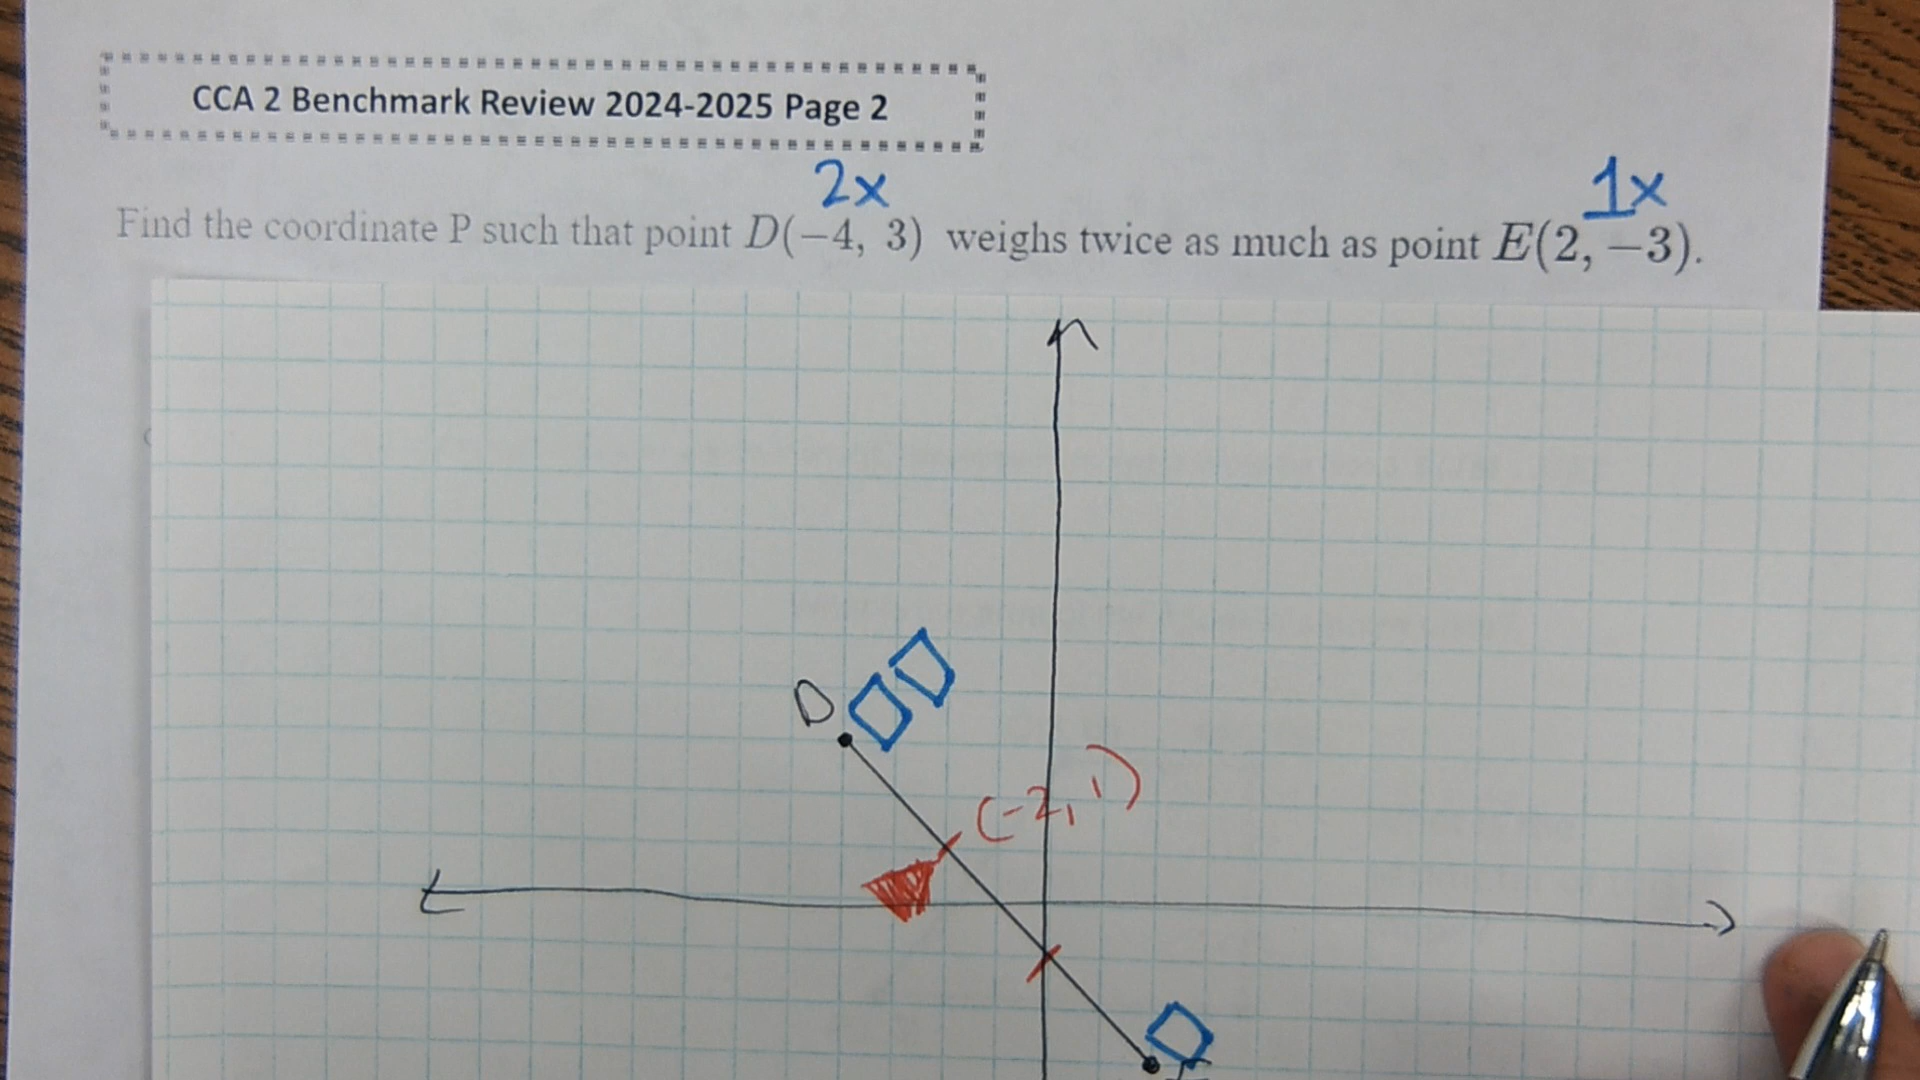 CCA 2 Benchmark Review 2024-2025 Page 2
2x 1x
Find the coordinate P such that point D(−4, 3) weighs twice as much as point E(2, −3).
D
(-2, 1)